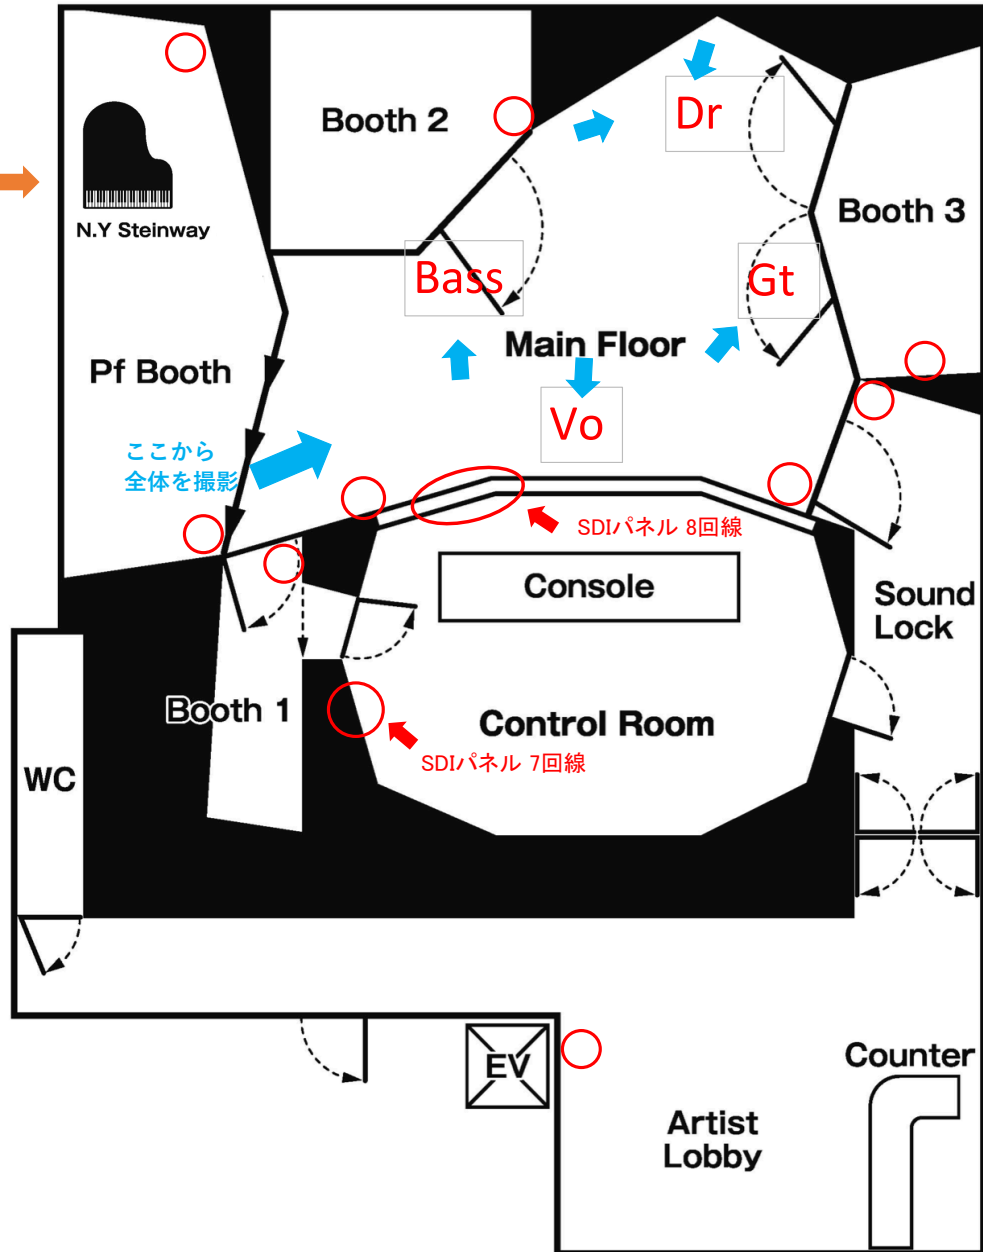 Booth 2
Dr
N.Y Steinway
Booth 3
Bass
Gt
Main Floor
Pf Booth
Vo
ここから
全体を撮影
SDIパネル 8回線
Console
Sound
Lock
Booth 1
Control Room
SDIパネル 7回線
WC
EV
Counter
Artist
Lobby